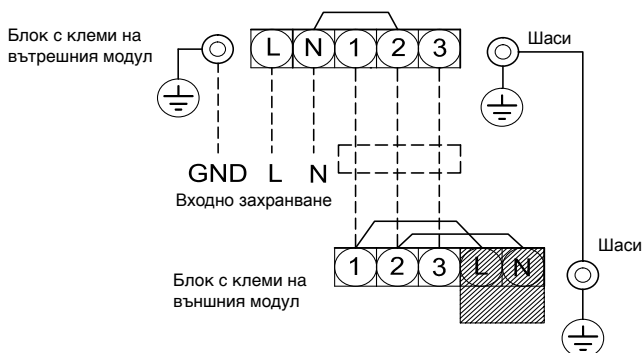 Блок с клеми на
вътрешния модул
L N 1 2 3
Шаси
GND L N
Входно захранване
1 2 3 L N
Шаси
Блок с клеми на
външния модул